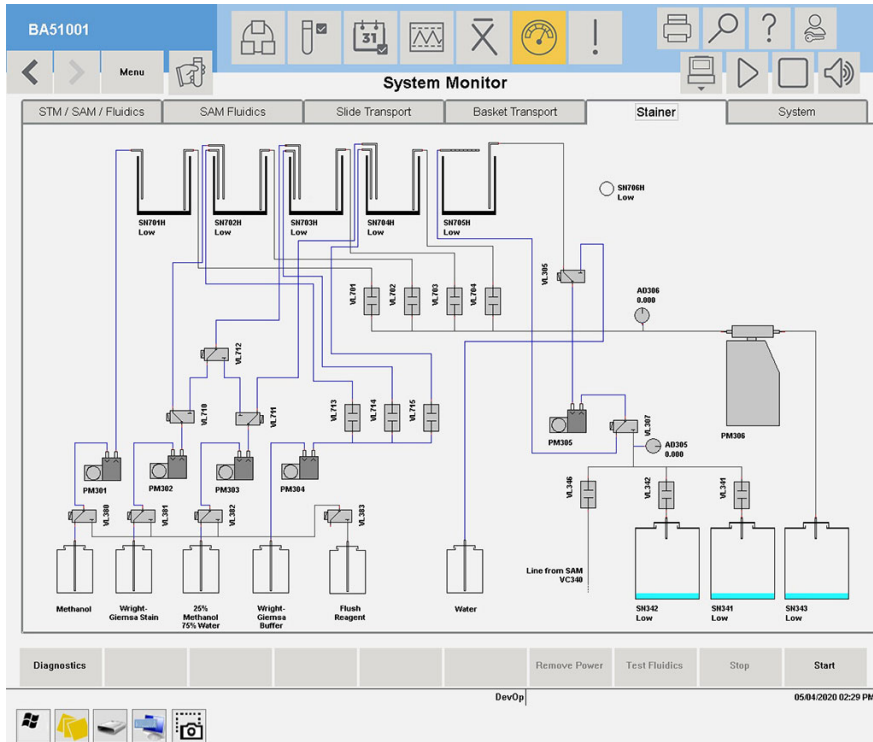 BA51001
31
Menu
System Monitor
STM / SAM / Fluidics
SAM Fluidics
Slide Transport
Basket Transport
Stainer
System
SN701H
Low
SN702H
Low
SN703H
Low
SN704H
Low
SN705H
Low
SN706H
Low
VL701
VL702
VL703
VL704
VL305
AD306
0.000
VL712
VL710
VL711
VL713
VL714
VL715
PM305
VL307
AD305
0.000
PM306
PM301
PM302
PM303
PM304
VL380
VL381
VL382
VL383
VL346
VL342
VL341
Line from SAM
VC340
Methanol
Wright-
Giemsa Stain
25%
Methanol
75% Water
Wright-
Giemsa
Buffer
Flush
Reagent
Water
SN342
Low
SN341
Low
SN343
Low
Diagnostics
Remove Power
Test Fluidics
Stop
Start
DevOp
05/04/2020 02:29 PM